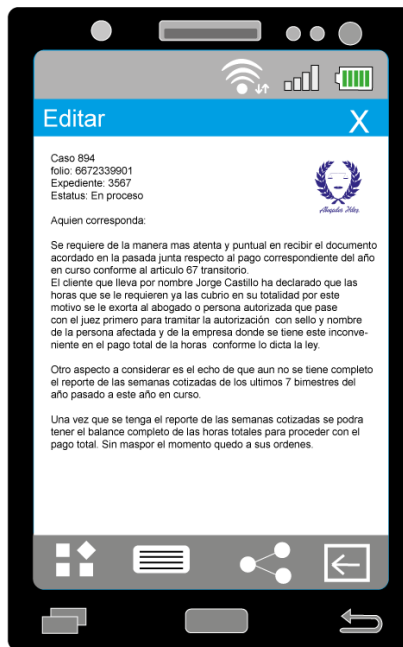 Editar
X
Caso 894
folio: 6672339901
Expediente: 3567
Estatus: En proceso
Abogados Hdez.
Aquien corresponda:
Se requiere de la manera mas atenta y puntual en recibir el documento
acordado en la pasada junta respecto al pago correspondiente del año
en curso conforme al articulo 67 transitorio.
El cliente que lleva por nombre Jorge Castillo ha declarado que las
horas que se le requieren ya las cubrio en su totalidad por este
motivo se le exorta al abogado o persona autorizada que pase
con el juez primero para tramitar la autorización con sello y nombre
de la persona afectada y de la empresa donde se tiene este inconve-
niente en el pago total de la horas conforme lo dicta la ley.
Otro aspecto a considerar es el echo de que aun no se tiene completo
el reporte de las semanas cotizadas de los ultimos 7 bimestres del
año pasado a este año en curso.
Una vez que se tenga el reporte de las semanas cotizadas se podra
tener el balance completo de las horas totales para proceder con el
pago total. Sin maspor el momento quedo a sus ordenes.